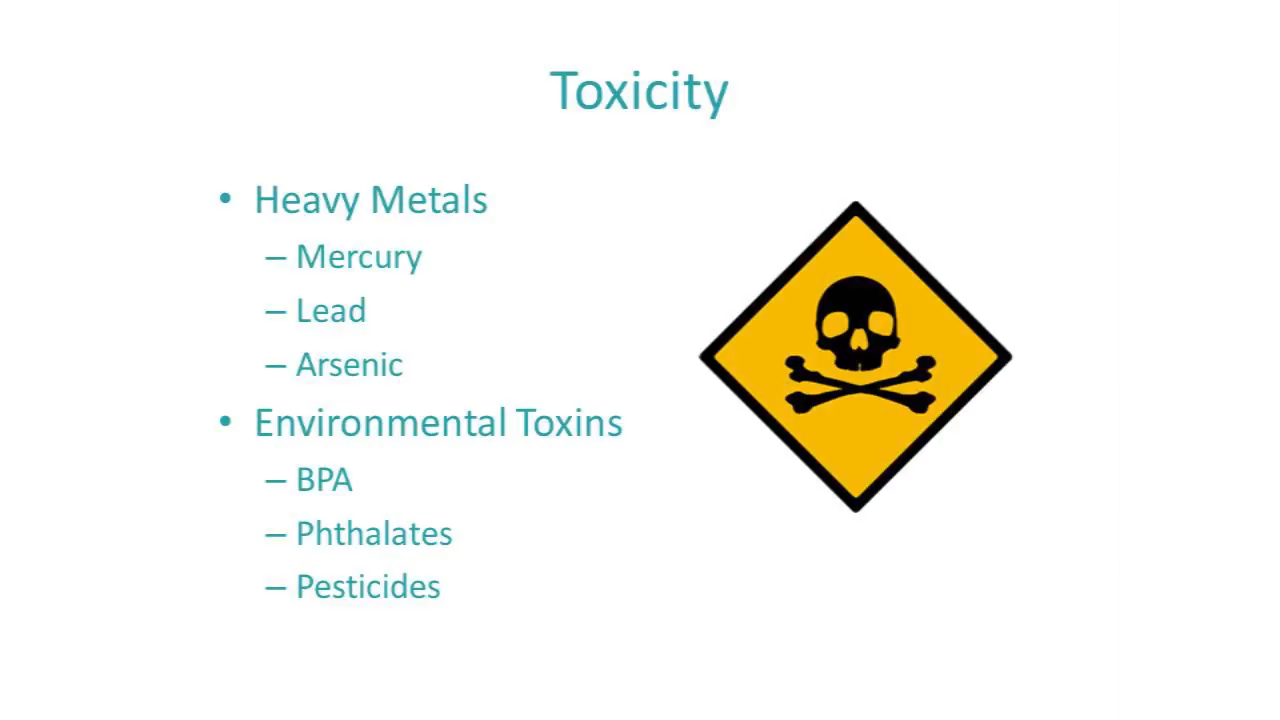 Toxicity
• Heavy Metals
– Mercury
– Lead
– Arsenic
• Environmental Toxins
– BPA
– Phthalates
– Pesticides